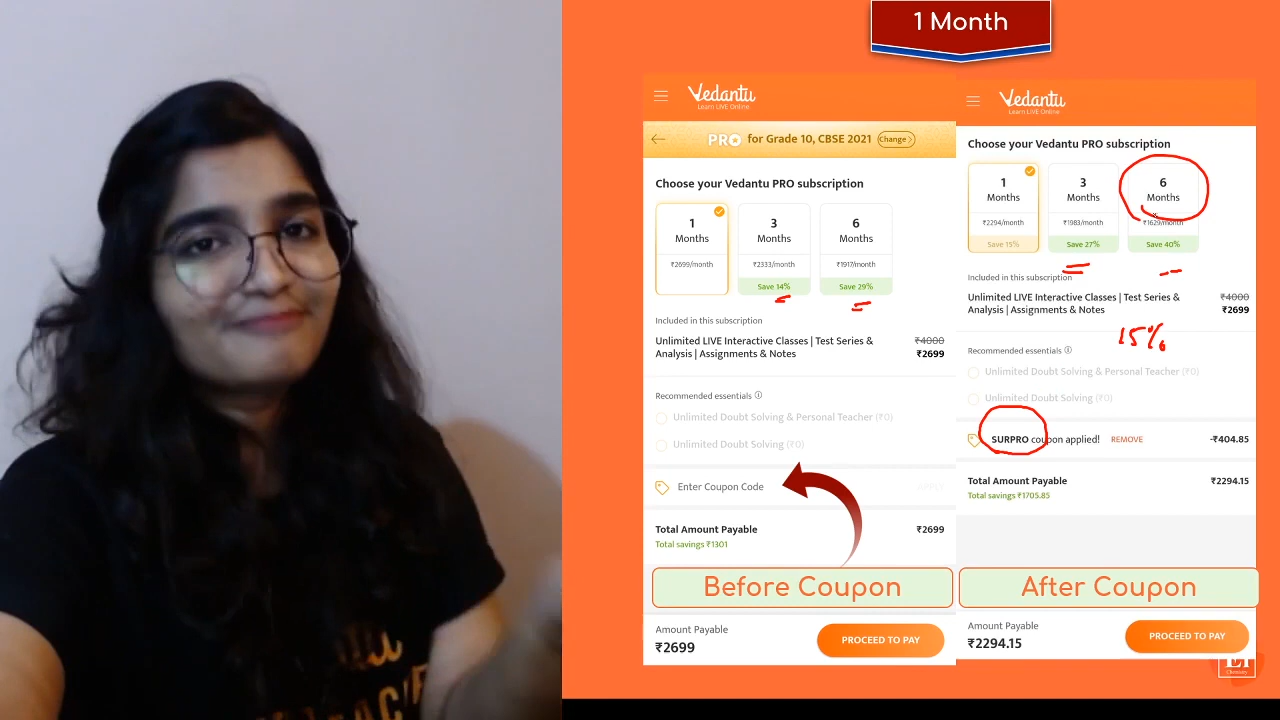 1 Month
Vedantu
Learn LIVE Online
PRO for Grade 10, CBSE 2021 Change >
Choose your Vedantu PRO subscription
1 3 6
Months Months Months
₹2699/month ₹2333/month ₹1917/month
Save 14% Save 29%
Included in this subscription
Unlimited LIVE Interactive Classes | Test Series & ₹4000
Analysis | Assignments & Notes ₹2699
Recommended essentials
Unlimited Doubt Solving & Personal Teacher (₹0)
Unlimited Doubt Solving (₹0)
Enter Coupon Code APPLY
Total Amount Payable ₹2699
Total savings ₹1301
Before Coupon
Amount Payable
₹2699
PROCEED TO PAY
Vedantu
Learn LIVE Online
Choose your Vedantu PRO subscription
1 3 6
Months Months Months
₹2294/month ₹1983/month ₹1629/month
Save 15% Save 27% Save 40%
Included in this subscription
Unlimited LIVE Interactive Classes | Test Series & ₹4000
Analysis | Assignments & Notes ₹2699
15%
Recommended essentials
Unlimited Doubt Solving & Personal Teacher (₹0)
Unlimited Doubt Solving (₹0)
SURPRO coupon applied! REMOVE -₹404.85
Total Amount Payable ₹2294.15
Total savings ₹1705.85
After Coupon
Amount Payable
₹2294.15
PROCEED TO PAY
Chemistry